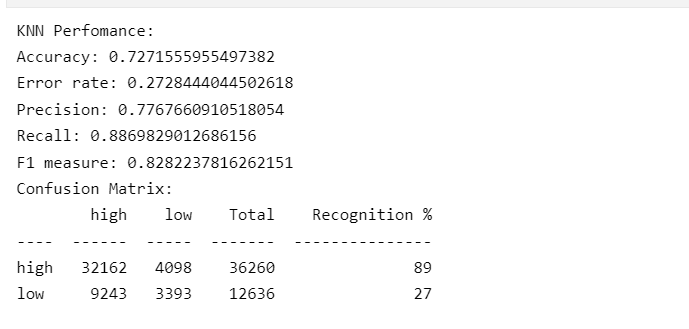 KNN Perfomance:
Accuracy: 0.7271555955497382
Error rate: 0.2728444044502618
Precision: 0.7767660910518054
Recall: 0.8869829012686156
F1 measure: 0.8282237816262151
Confusion Matrix:
high low Total Recognition %
---- ------ ----- ------- ---------------
high 32162 4098 36260 89
low 9243 3393 12636 27